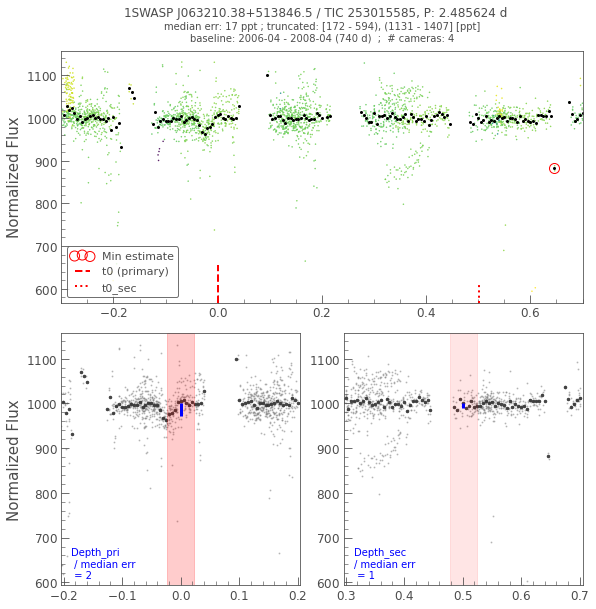 1SWASP J063210.38+513846.5 / TIC 253015585, P: 2.485624 d
median err: 17 ppt ; truncated: [172 - 594), (1131 - 1407] [ppt]
baseline: 2006-04 - 2008-04 (740 d)  ;  # cameras: 4
Normalized Flux
1100
1000
900
800
700
600
Min estimate
t0 (primary)
t0_sec
−0.2
0.0
0.2
0.4
0.6
Normalized Flux
1100
1000
900
800
700
600
Depth_pri
/ median err
= 2
−0.2
−0.1
0.0
0.1
0.2
1100
1000
900
800
700
600
Depth_sec
/ median err
= 1
0.3
0.4
0.5
0.6
0.7